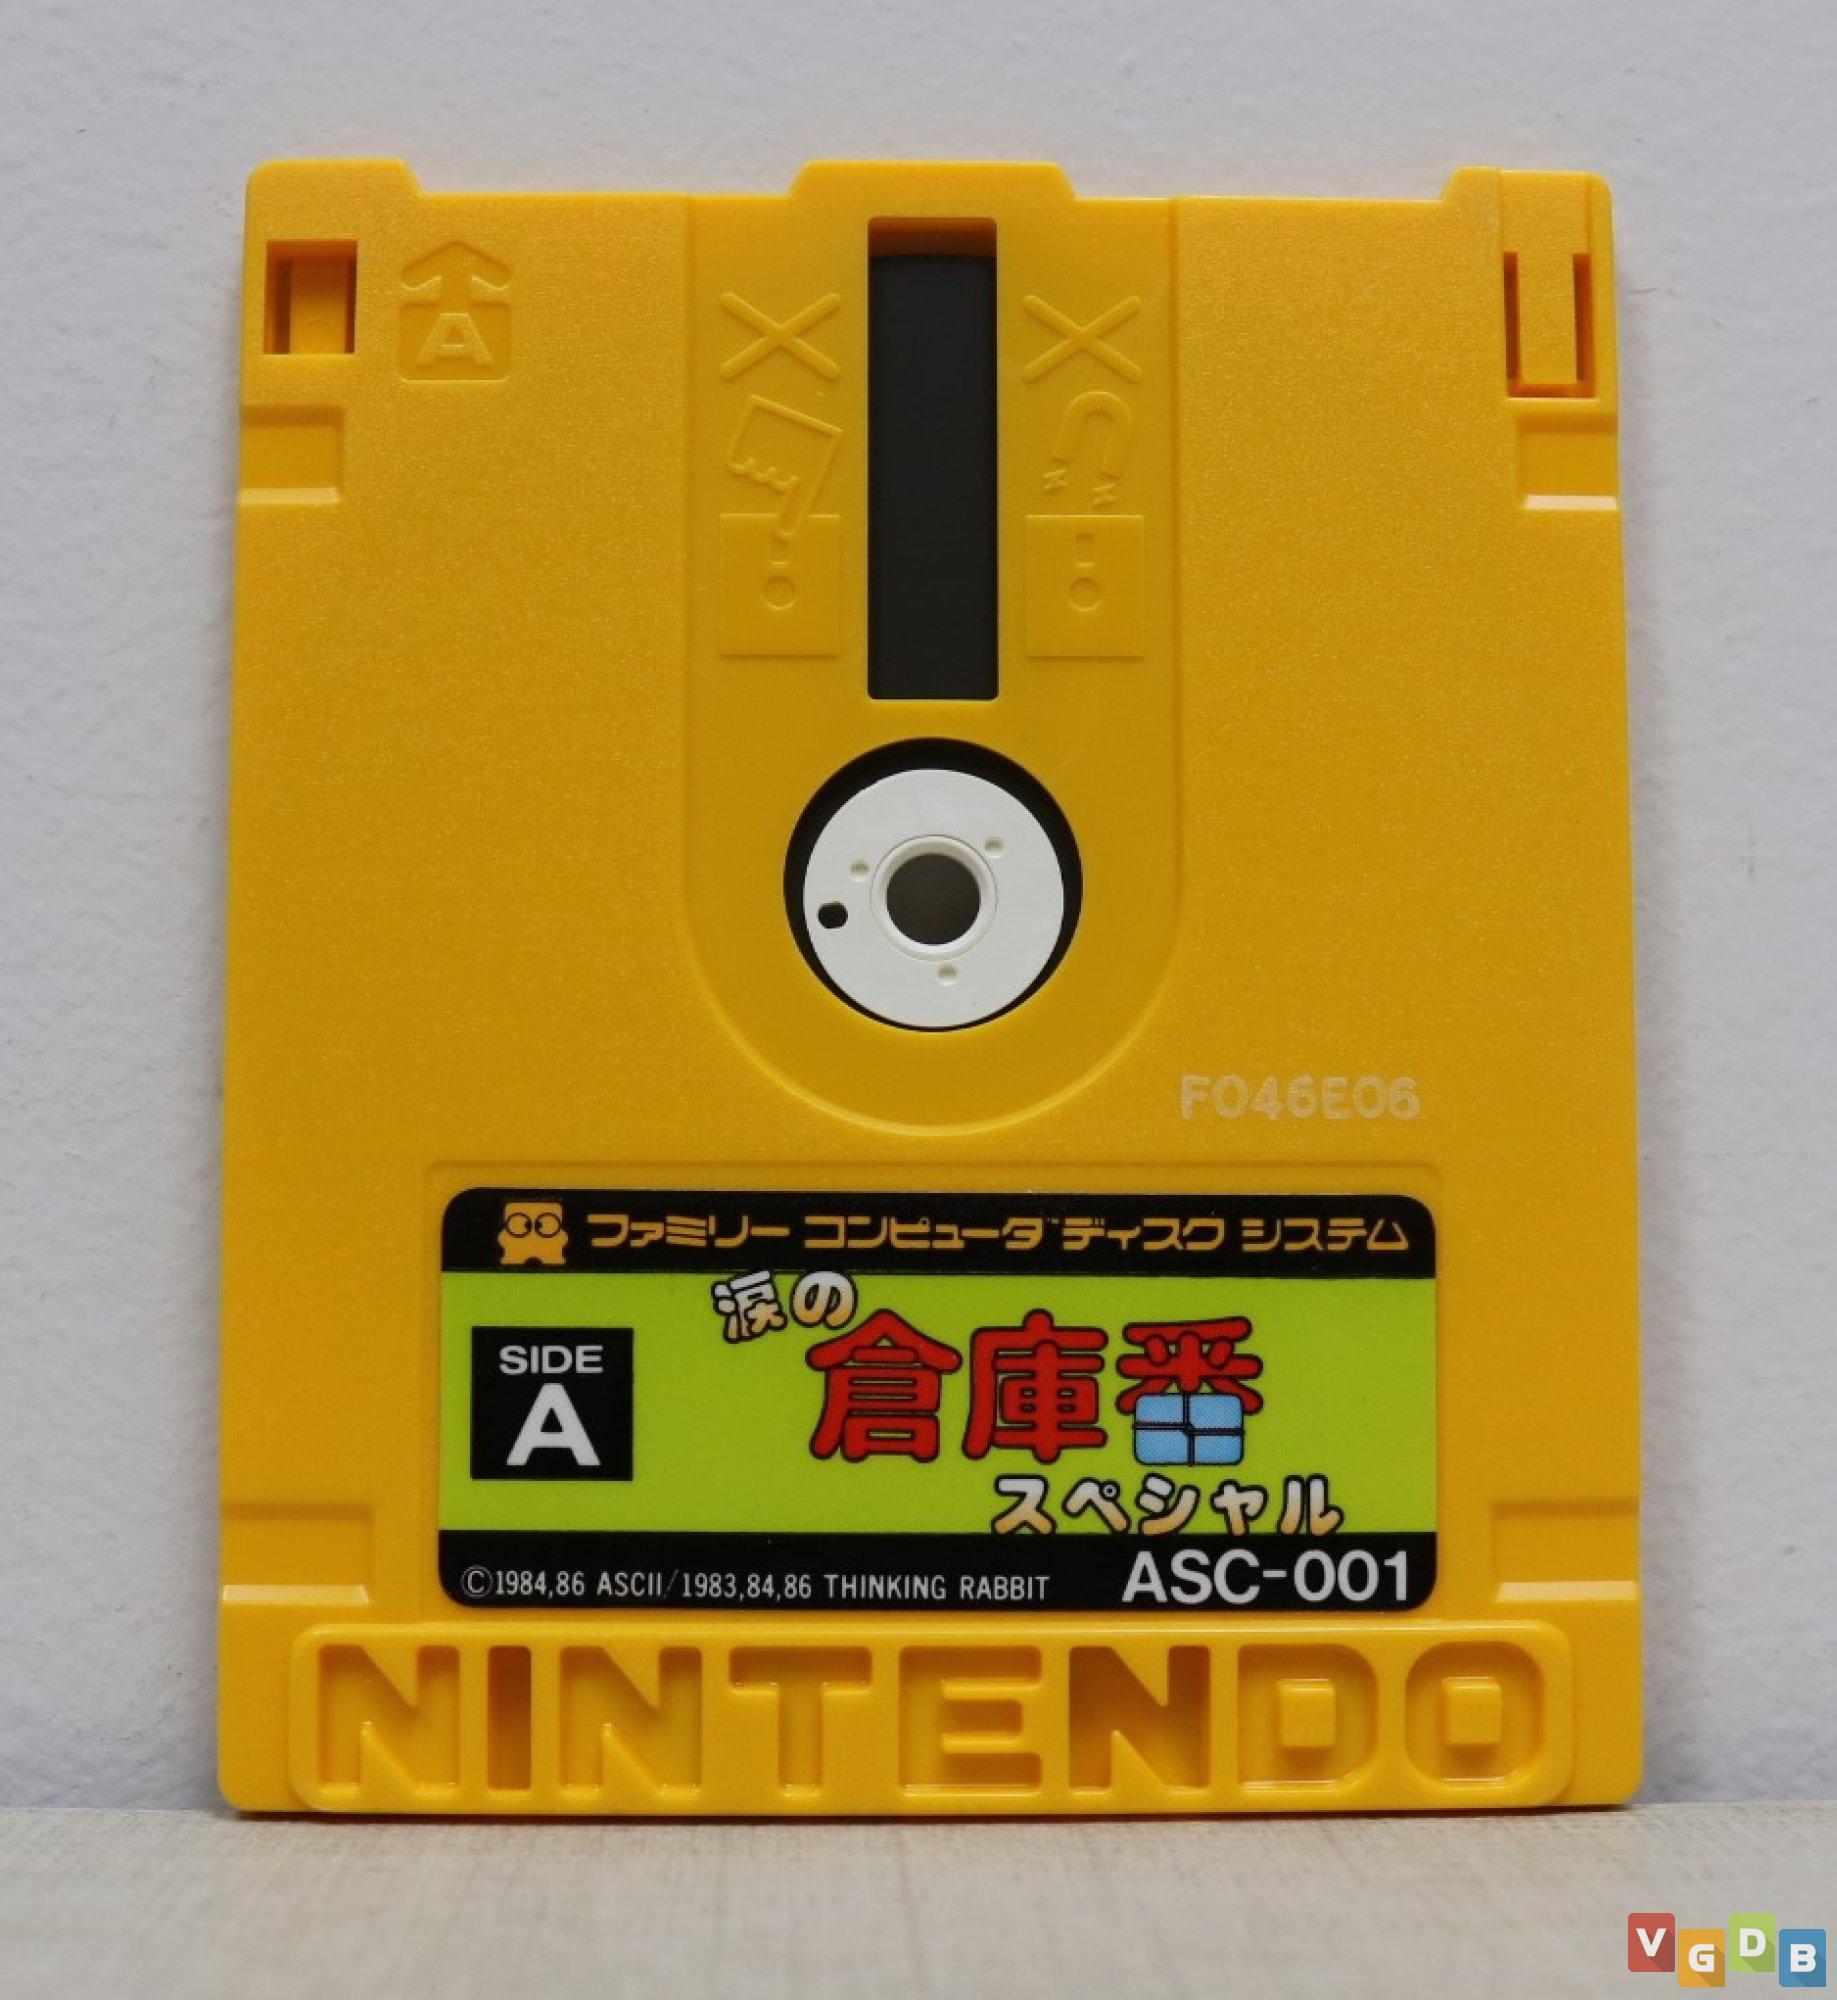 A
F046E06
ファミリー コンピュータ ディスク システム
SIDE
A
涙の
倉庫番
スペシャル
©1984,86 ASCII/1983,84,86 THINKING RABBIT
ASC-001
NINTENDO
VGDB